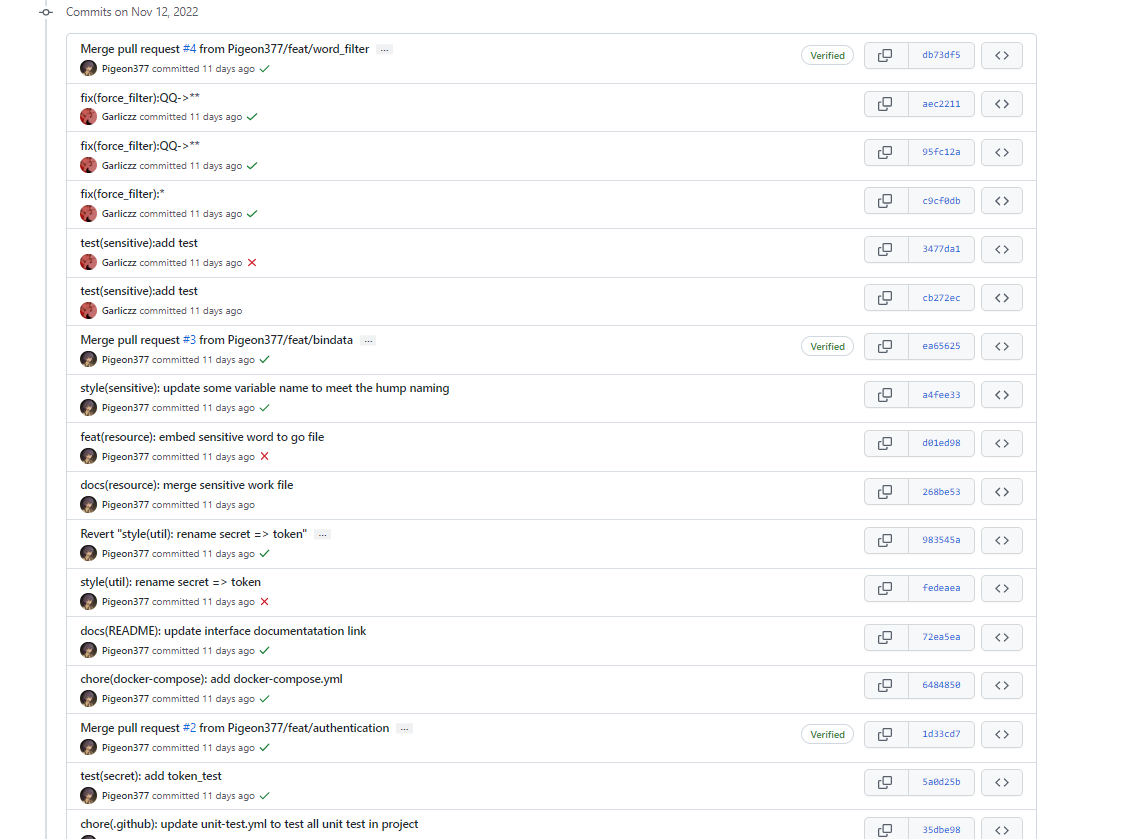 Commits on Nov 12, 2022
Merge pull request #4 from Pigeon377/feat/word_filter ...
Pigeon377 committed 11 days ago
Verified
db73df5
fix(force_filter):QQ->**
Garliczz committed 11 days ago
aec2211
fix(force_filter):QQ->**
Garliczz committed 11 days ago
95fc12a
fix(force_filter):*
Garliczz committed 11 days ago
c9cf0db
test(sensitive):add test
Garliczz committed 11 days ago
3477da1
test(sensitive):add test
Garliczz committed 11 days ago
cb272ec
Merge pull request #3 from Pigeon377/feat/bindata ...
Pigeon377 committed 11 days ago
Verified
ea65625
style(sensitive): update some variable name to meet the hump naming
Pigeon377 committed 11 days ago
a4fee33
feat(resource): embed sensitive word to go file
Pigeon377 committed 11 days ago
d01ed98
docs(resource): merge sensitive work file
Pigeon377 committed 11 days ago
268be53
Revert "style(util): rename secret => token" ...
Pigeon377 committed 11 days ago
983545a
style(util): rename secret => token
Pigeon377 committed 11 days ago
fedeaea
docs(README): update interface documentatation link
Pigeon377 committed 11 days ago
72ea5ea
chore(docker-compose): add docker-compose.yml
Pigeon377 committed 11 days ago
6484850
Merge pull request #2 from Pigeon377/feat/authentication ...
Pigeon377 committed 11 days ago
Verified
1d33cd7
test(secret): add token_test
Pigeon377 committed 11 days ago
5a0d25b
chore(.github): update unit-test.yml to test all unit test in project
35dbe98